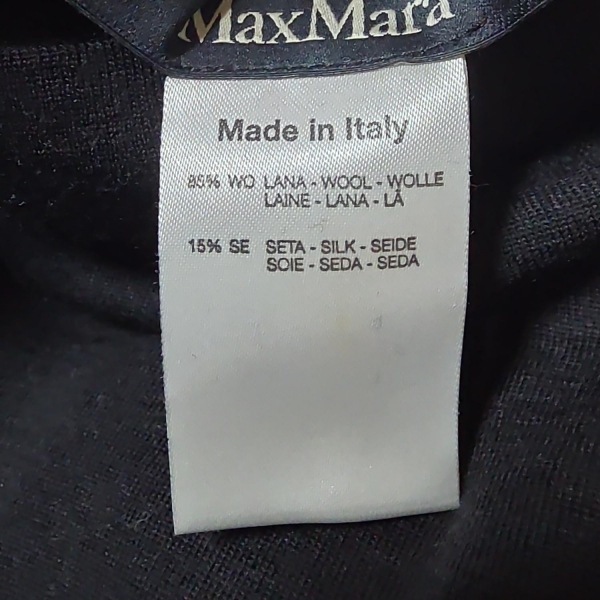 MaxMara
Made in Italy
85% WO LANA - WOOL - WOLLE
LAINE - LANA - LÃ
15% SE SETA - SILK - SEIDE
SOIE - SEDA - SEDA